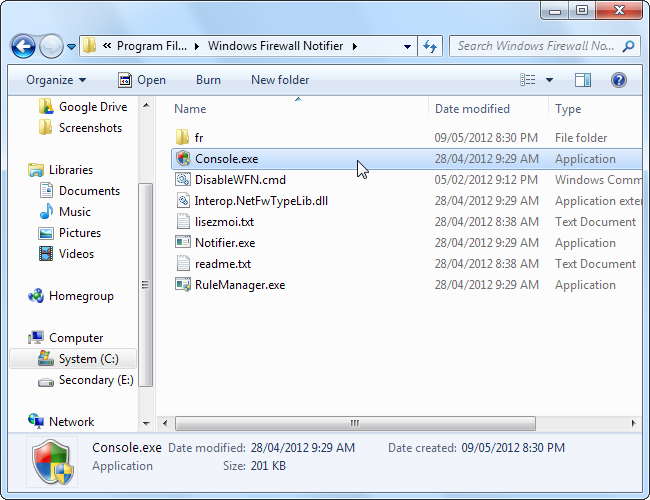 « Program Fil... ▸ Windows Firewall Notifier ▸
Search Windows Firewall No...
Organize Open Burn New folder
Name Date modified Type
Google Drive
Screenshots
Libraries
Documents
Music
Pictures
Videos
Homegroup
Computer
System (C:)
Secondary (E:)
Network
fr 09/05/2012 8:30 PM File folder
Console.exe 28/04/2012 9:29 AM Application
DisableWFN.cmd 05/02/2012 9:12 PM Windows Comm
Interop.NetFwTypeLib.dll 28/04/2012 9:29 AM Application exten
lisezmoi.txt 28/04/2012 8:38 AM Text Document
Notifier.exe 28/04/2012 9:29 AM Application
readme.txt 28/04/2012 8:38 AM Text Document
RuleManager.exe 28/04/2012 9:29 AM Application
Console.exe Date modified: 28/04/2012 9:29 AM Date created: 09/05/2012 8:30 PM
Application Size: 201 KB